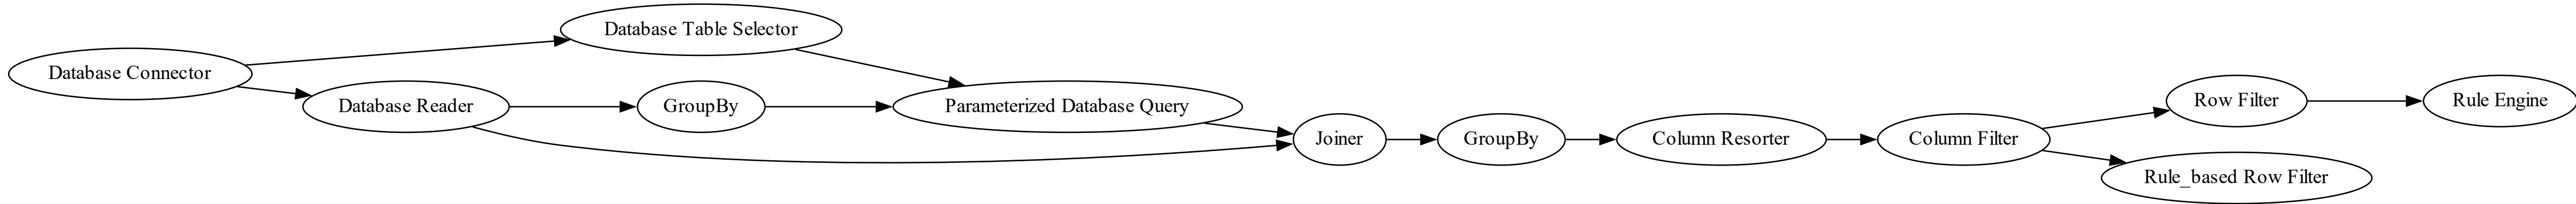 Database Connector
Database Table Selector
Database Reader
GroupBy
Parameterized Database Query
Joiner
GroupBy
Column Resorter
Column Filter
Row Filter
Rule Engine
Rule_based Row Filter